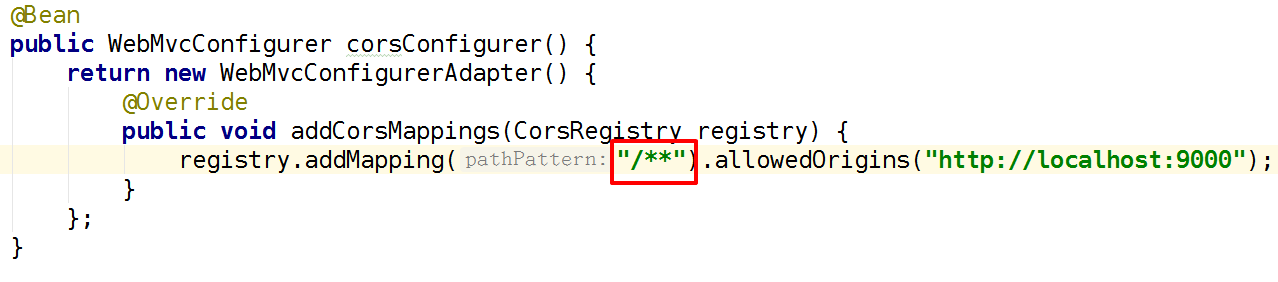 @Bean
public WebMvcConfigurer corsConfigurer() {
    return new WebMvcConfigurerAdapter() {
        @Override
        public void addCorsMappings(CorsRegistry registry) {
            registry.addMapping( pathPattern: "/**").allowedOrigins("http://localhost:9000");
        }
    };
}